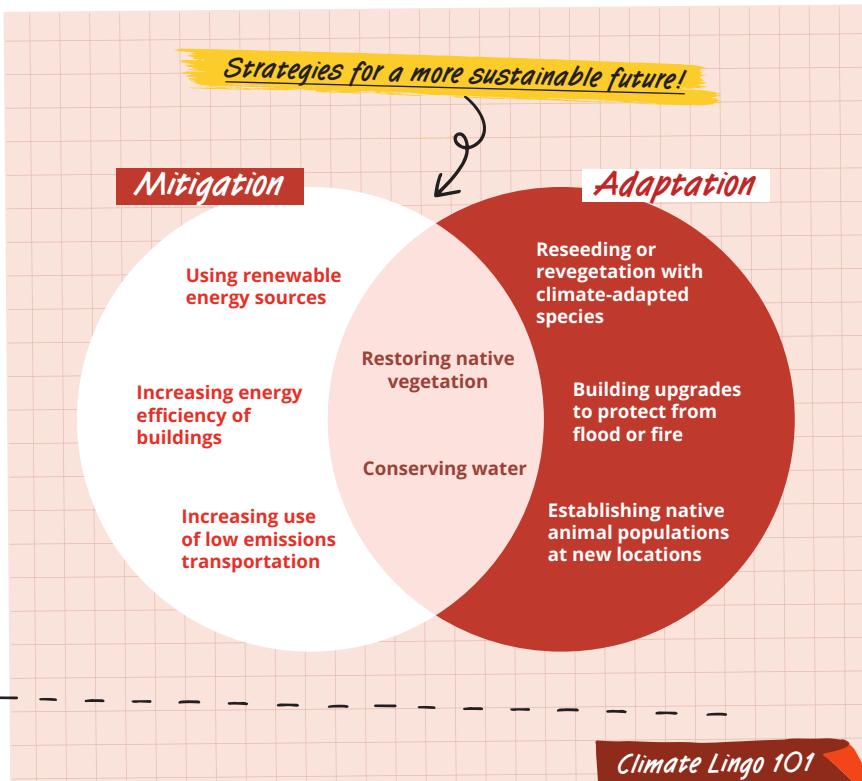 Strategies for a more sustainable future!
Mitigation
Using renewable
energy sources
Increasing energy
efficiency of
buildings
Increasing use
of low emissions
transportation
Restoring native
vegetation
Conserving water
Adaptation
Reseeding or
revegetation with
climate-adapted
species
Building upgrades
to protect from
flood or fire
Establishing native
animal populations
at new locations
Climate Lingo 101